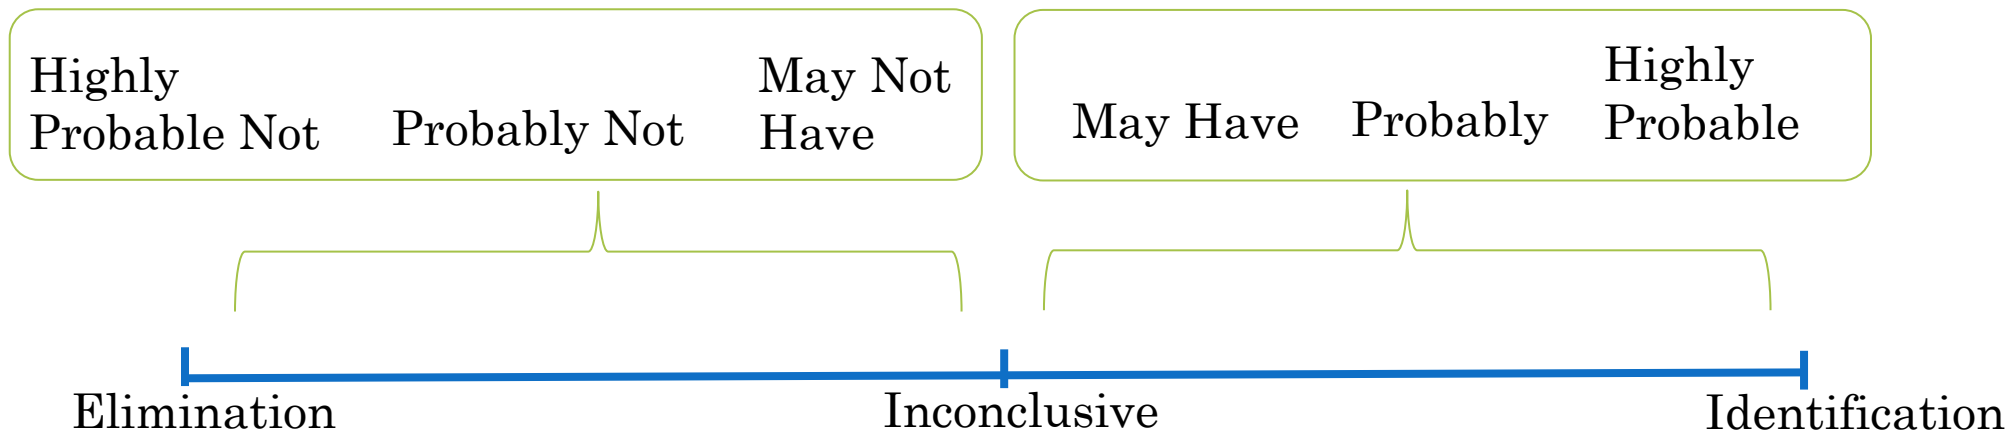 Highly
Probable Not
Probably Not
May Not
Have
May Have
Probably
Highly
Probable
Elimination
Inconclusive
Identification